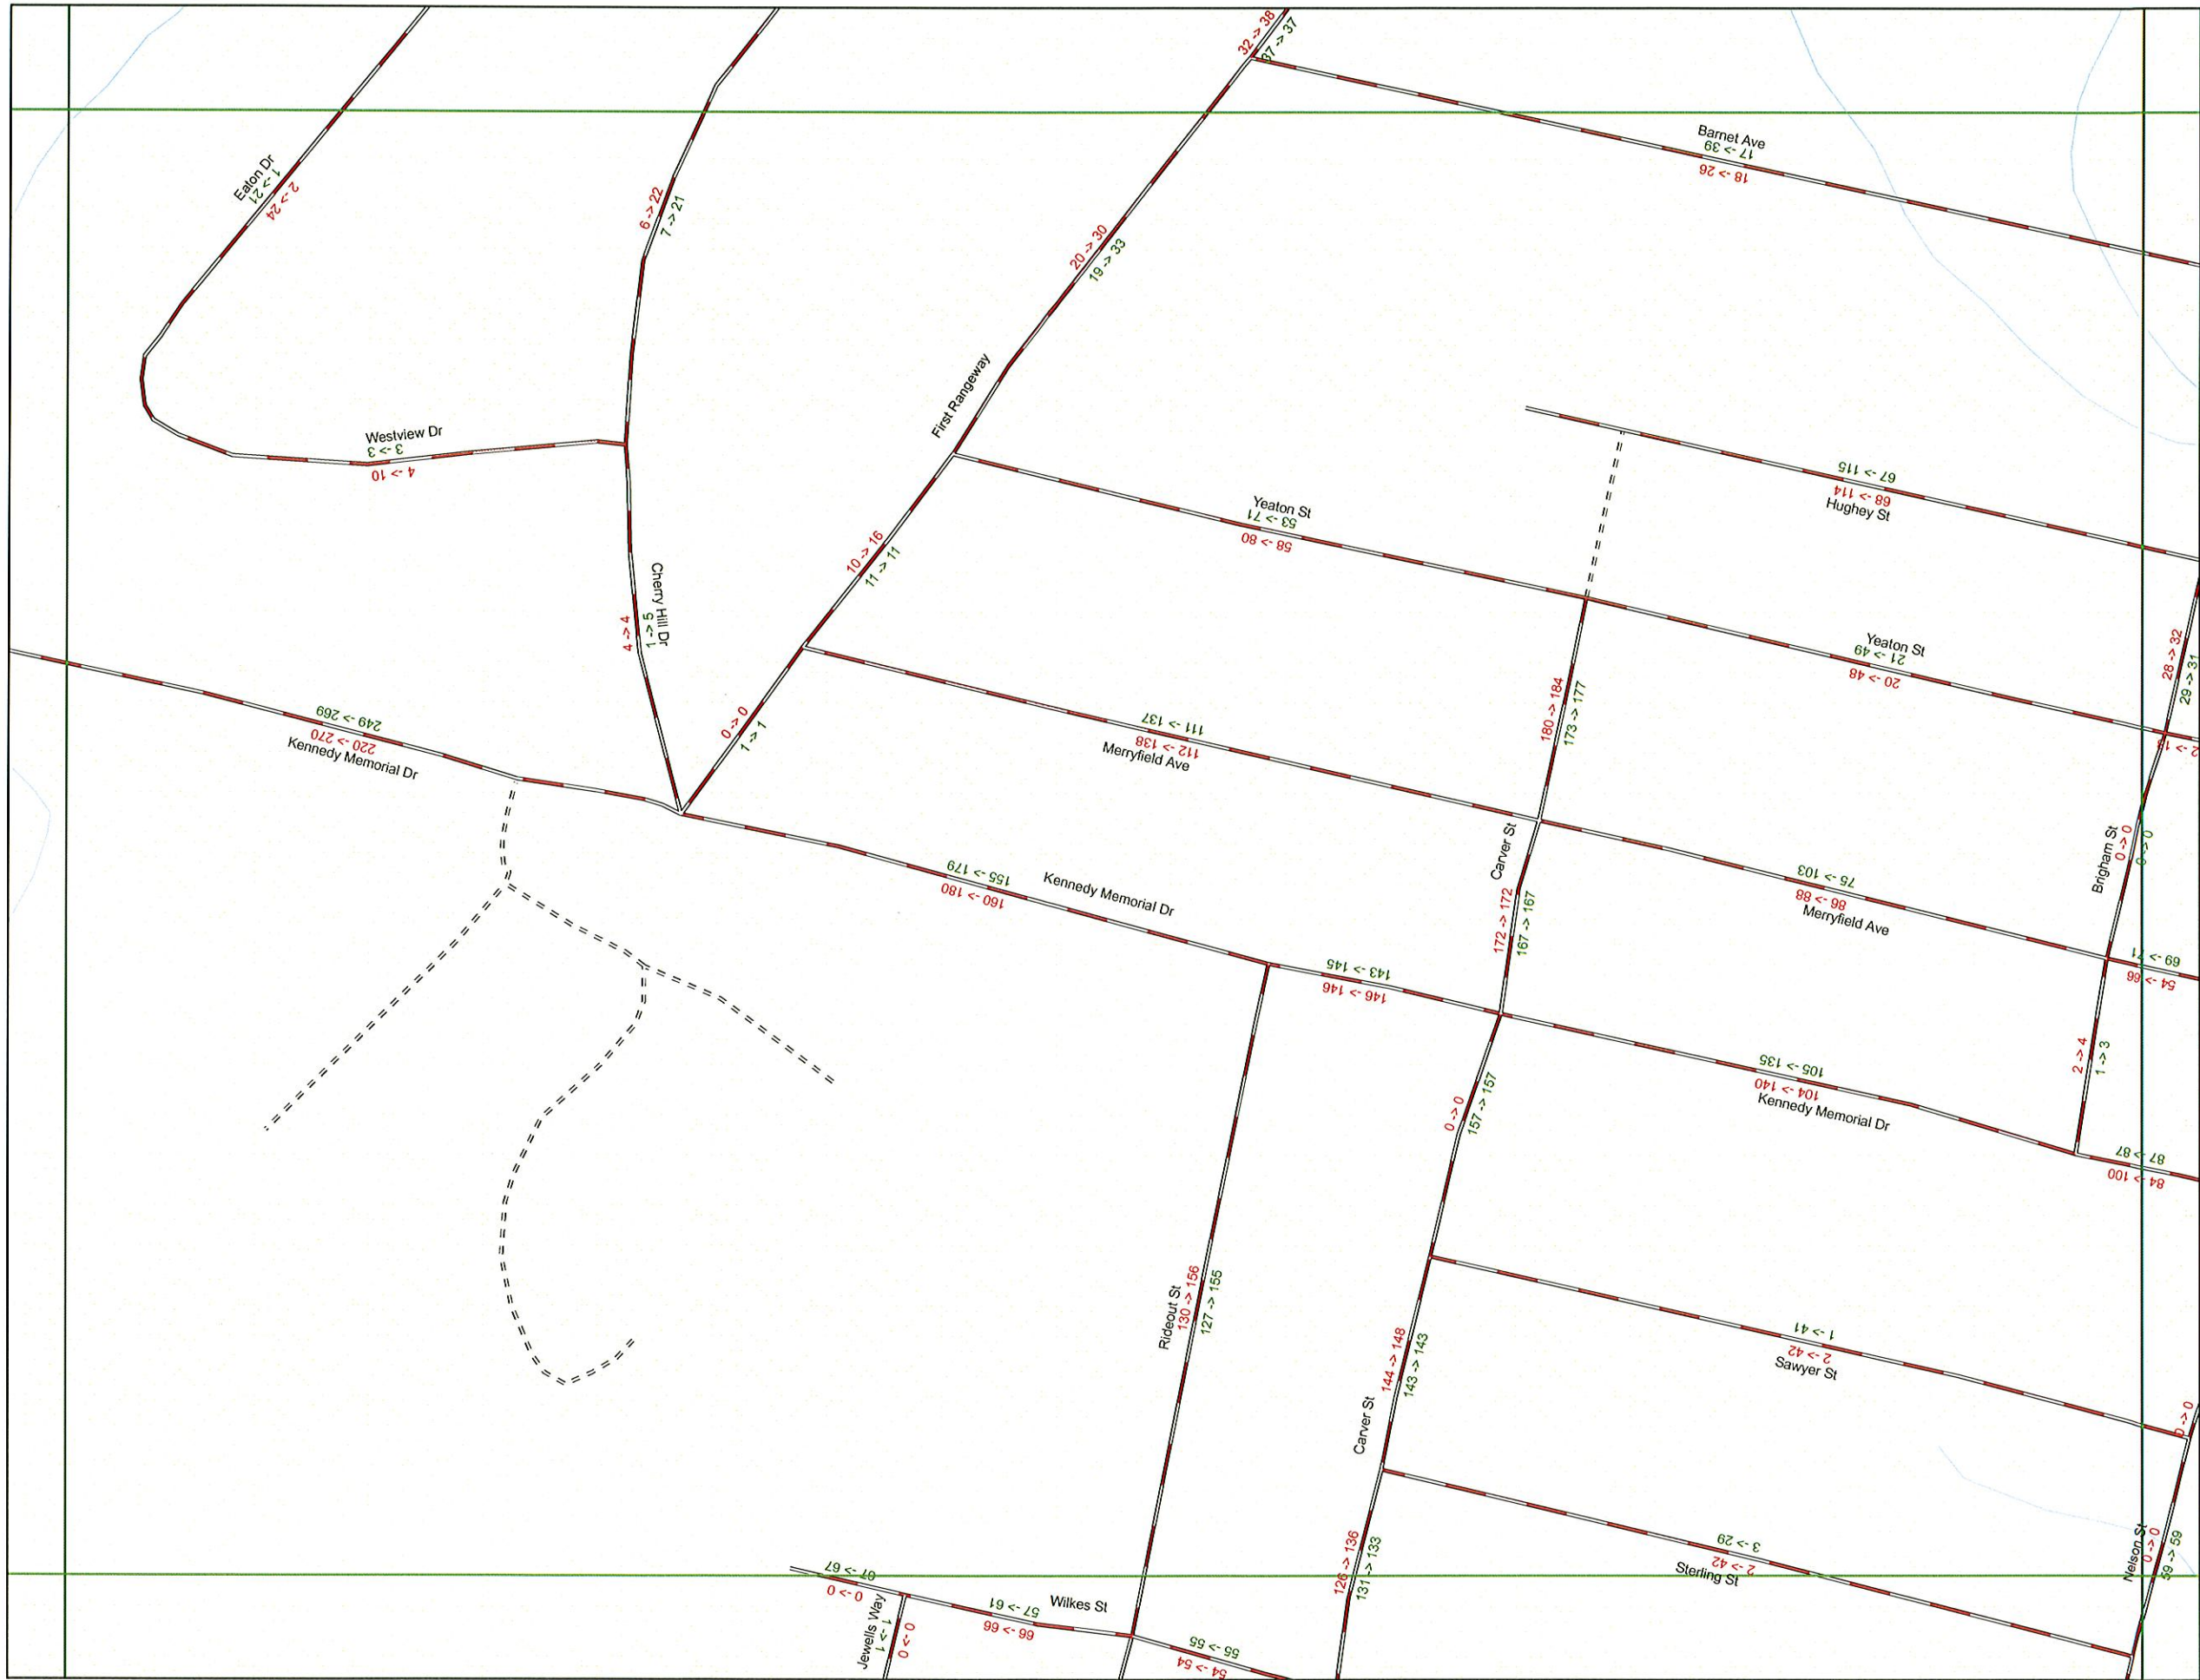 32 -> 38
37 -> 37
Barnet Ave
17 -> 39
18 -> 26
Eaton Dr
1 -> 21
2 -> 24
6 -> 22
7 -> 21
20 -> 30
19 -> 33
First Rangeway
Westview Dr
3 -> 3
4 -> 10
67 -> 115
68 -> 114
Hughey St
Yeaton St
53 -> 71
58 -> 80
10 -> 16
11 -> 11
Cherry Hill Dr
4 -> 4
1 -> 5
Yeaton St
21 -> 49
20 -> 48
28 -> 32
29 -> 31
249 -> 269
220 -> 270
Kennedy Memorial Dr
0 -> 0
1 -> 1
111 -> 137
112 -> 138
Merryfield Ave
180 -> 184
173 -> 177
Carver St
172 -> 172
167 -> 167
75 -> 103
86 -> 88
Merryfield Ave
Brigham St
0 -> 0
0 -> 0
155 -> 179
160 -> 180
Kennedy Memorial Dr
143 -> 145
146 -> 146
69 -> 71
54 -> 66
2 -> 4
1 -> 3
105 -> 135
104 -> 140
Kennedy Memorial Dr
0 -> 0
157 -> 157
87 -> 87
84 -> 100
Rideout St
130 -> 156
127 -> 155
144 -> 148
143 -> 143
Carver St
1 -> 41
2 -> 42
Sawyer St
0 -> 0
126 -> 136
131 -> 133
3 -> 29
2 -> 42
Sterling St
Nelson St
0 -> 0
59 -> 59
67 -> 67
0 -> 0
Jewells Way
1 -> 1
0 -> 0
57 -> 61
66 -> 66
Wilkes St
55 -> 55
54 -> 54